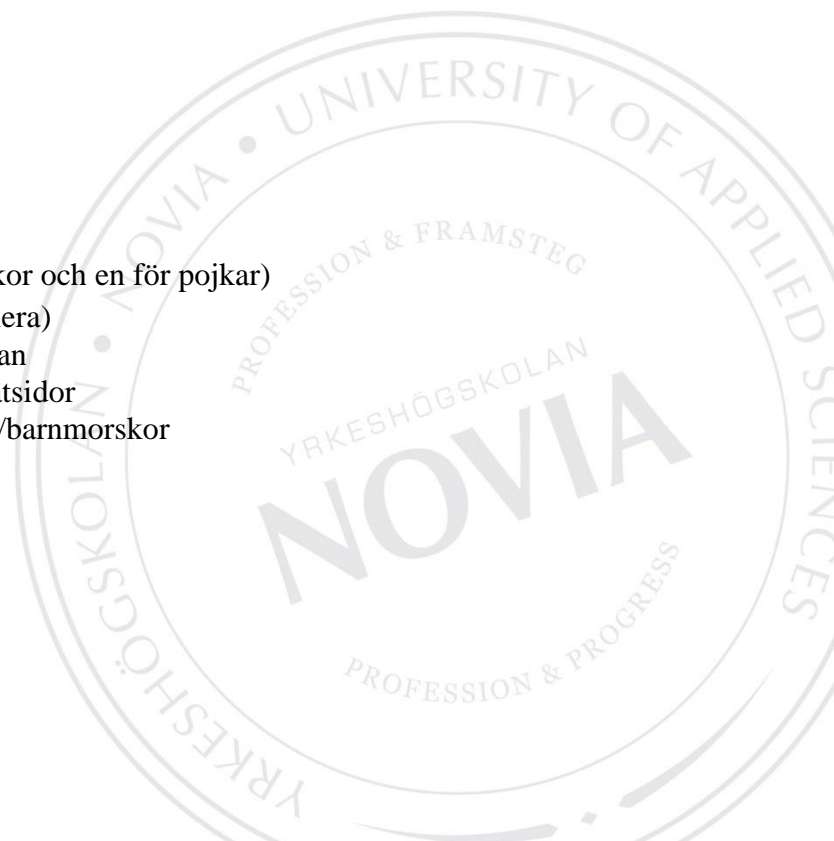 UNIVERSITY OF APPLIED SCIENCES
YRKESHÖGSKOLAN • NOVIA •
PROFESSION & FRAMSTEG
kor och en för pojkar)
era)
an
tsidor
/barnmorskor
YRKESHÖGSKOLAN
NOVIA
PROFESSION & PROGRESS